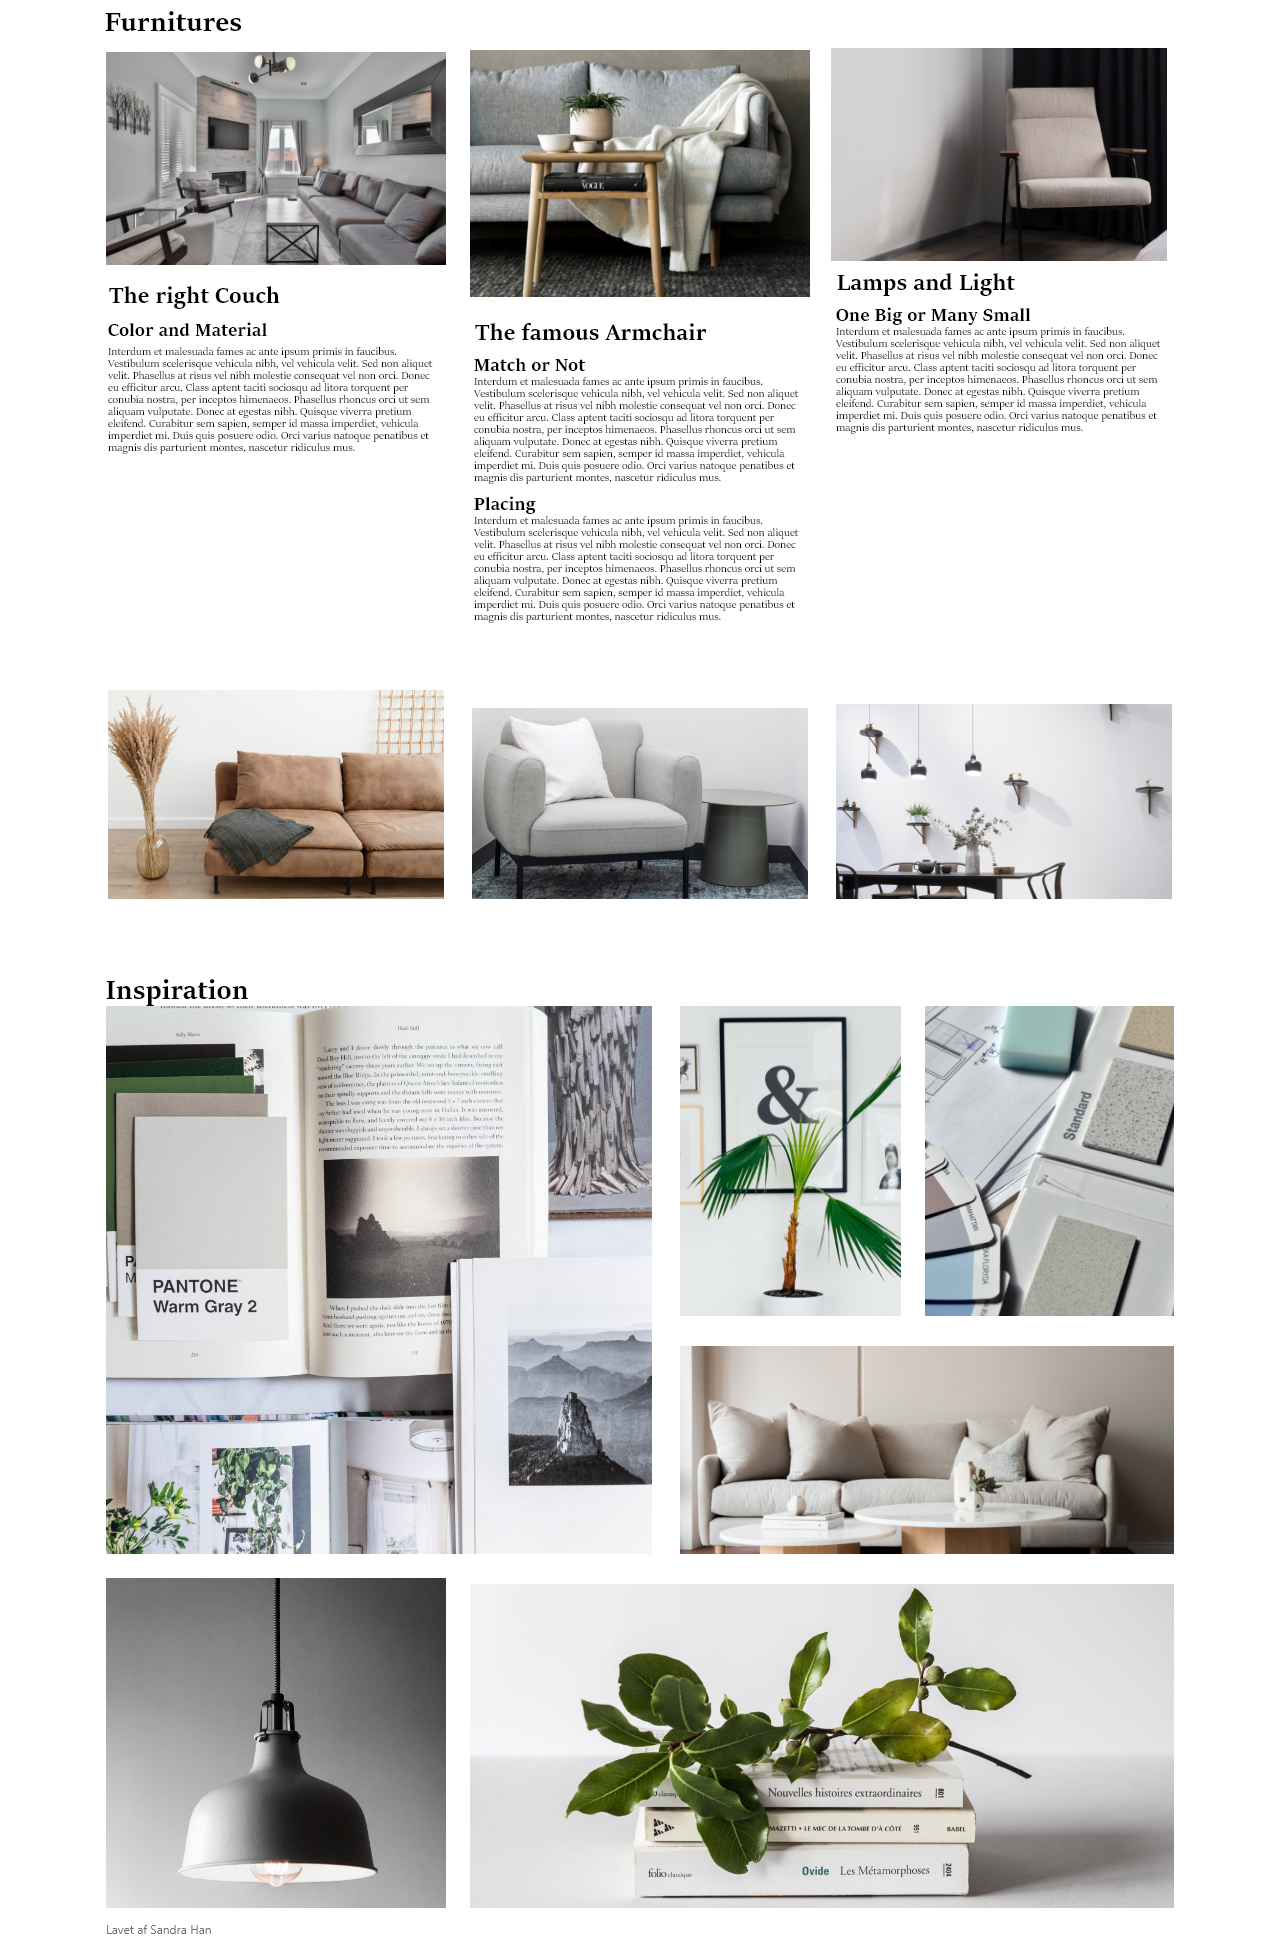 Furnitures
VOGUE
The right Couch
Color and Material
Interdum et malesuada fames ac ante ipsum primis in faucibus.
Vestibulum scelerisque vehicula nibh, vel vehicula velit. Sed non aliquet
velit. Phasellus at risus vel nibh molestie consequat vel non orci. Donec
eu efficitur arcu. Class aptent taciti sociosqu ad litora torquent per
conubia nostra, per inceptos himenaeos. Phasellus rhoncus orci ut sem
aliquam vulputate. Donec at egestas nibh. Quisque viverra pretium
eleifend. Curabitur sem sapien, semper id massa imperdiet, vehicula
imperdiet mi. Duis quis posuere odio. Orci varius natoque penatibus et
magnis dis parturient montes, nascetur ridiculus mus.
The famous Armchair
Match or Not
Interdum et malesuada fames ac ante ipsum primis in faucibus.
Vestibulum scelerisque vehicula nibh, vel vehicula velit. Sed non aliquet
velit. Phasellus at risus vel nibh molestie consequat vel non orci. Donec
eu efficitur arcu. Class aptent taciti sociosqu ad litora torquent per
conubia nostra, per inceptos himenaeos. Phasellus rhoncus orci ut sem
aliquam vulputate. Donec at egestas nibh. Quisque viverra pretium
eleifend. Curabitur sem sapien, semper id massa imperdiet, vehicula
imperdiet mi. Duis quis posuere odio. Orci varius natoque penatibus et
magnis dis parturient montes, nascetur ridiculus mus.
Placing
Interdum et malesuada fames ac ante ipsum primis in faucibus.
Vestibulum scelerisque vehicula nibh, vel vehicula velit. Sed non aliquet
velit. Phasellus at risus vel nibh molestie consequat vel non orci. Donec
eu efficitur arcu. Class aptent taciti sociosqu ad litora torquent per
conubia nostra, per inceptos himenaeos. Phasellus rhoncus orci ut sem
aliquam vulputate. Donec at egestas nibh. Quisque viverra pretium
eleifend. Curabitur sem sapien, semper id massa imperdiet, vehicula
imperdiet mi. Duis quis posuere odio. Orci varius natoque penatibus et
magnis dis parturient montes, nascetur ridiculus mus.
Lamps and Light
One Big or Many Small
Interdum et malesuada fames ac ante ipsum primis in faucibus.
Vestibulum scelerisque vehicula nibh, vel vehicula velit. Sed non aliquet
velit. Phasellus at risus vel nibh molestie consequat vel non orci. Donec
eu efficitur arcu. Class aptent taciti sociosqu ad litora torquent per
conubia nostra, per inceptos himenaeos. Phasellus rhoncus orci ut sem
aliquam vulputate. Donec at egestas nibh. Quisque viverra pretium
eleifend. Curabitur sem sapien, semper id massa imperdiet, vehicula
imperdiet mi. Duis quis posuere odio. Orci varius natoque penatibus et
magnis dis parturient montes, nascetur ridiculus mus.
Inspiration
Sally Mann
Hold Still
Larry and I drove slowly through the pastures to what we now call
P
M
PANTONE
Warm Gray 2
210
211
&
Standard
Nouvelles histoires extraordinaires
MAZETTI • LE MEC DE LA TOMBE D'À CÔTÉ 951 BABEL
folio classique Ovide Les Métamorphoses 2404
Lavet af Sandra Han